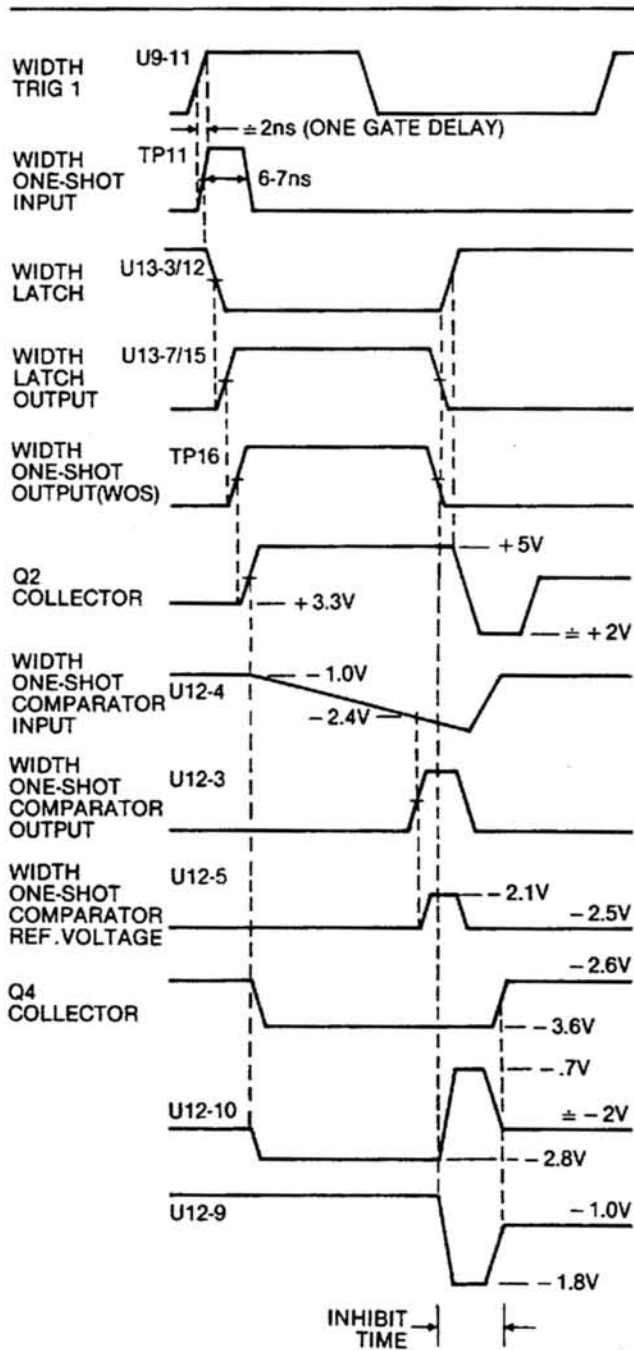 WIDTH
TRIG 1
U9-11
≐2ns (ONE GATE DELAY)
WIDTH
ONE-SHOT
INPUT
TP11
6-7ns
WIDTH
LATCH
U13-3/12
WIDTH
LATCH
OUTPUT
U13-7/15
WIDTH
ONE-SHOT
OUTPUT(WOS)
TP16
Q2
COLLECTOR
+5V
+3.3V
≐+2V
WIDTH
ONE-SHOT
COMPARATOR
INPUT
U12-4
-1.0V
-2.4V
WIDTH
ONE-SHOT
COMPARATOR
OUTPUT
U12-3
WIDTH
ONE-SHOT
COMPARATOR
REF.VOLTAGE
U12-5
-2.1V
-2.5V
Q4
COLLECTOR
-2.6V
-3.6V
U12-10
-.7V
≐-2V
-2.8V
U12-9
-1.0V
-1.8V
INHIBIT
TIME